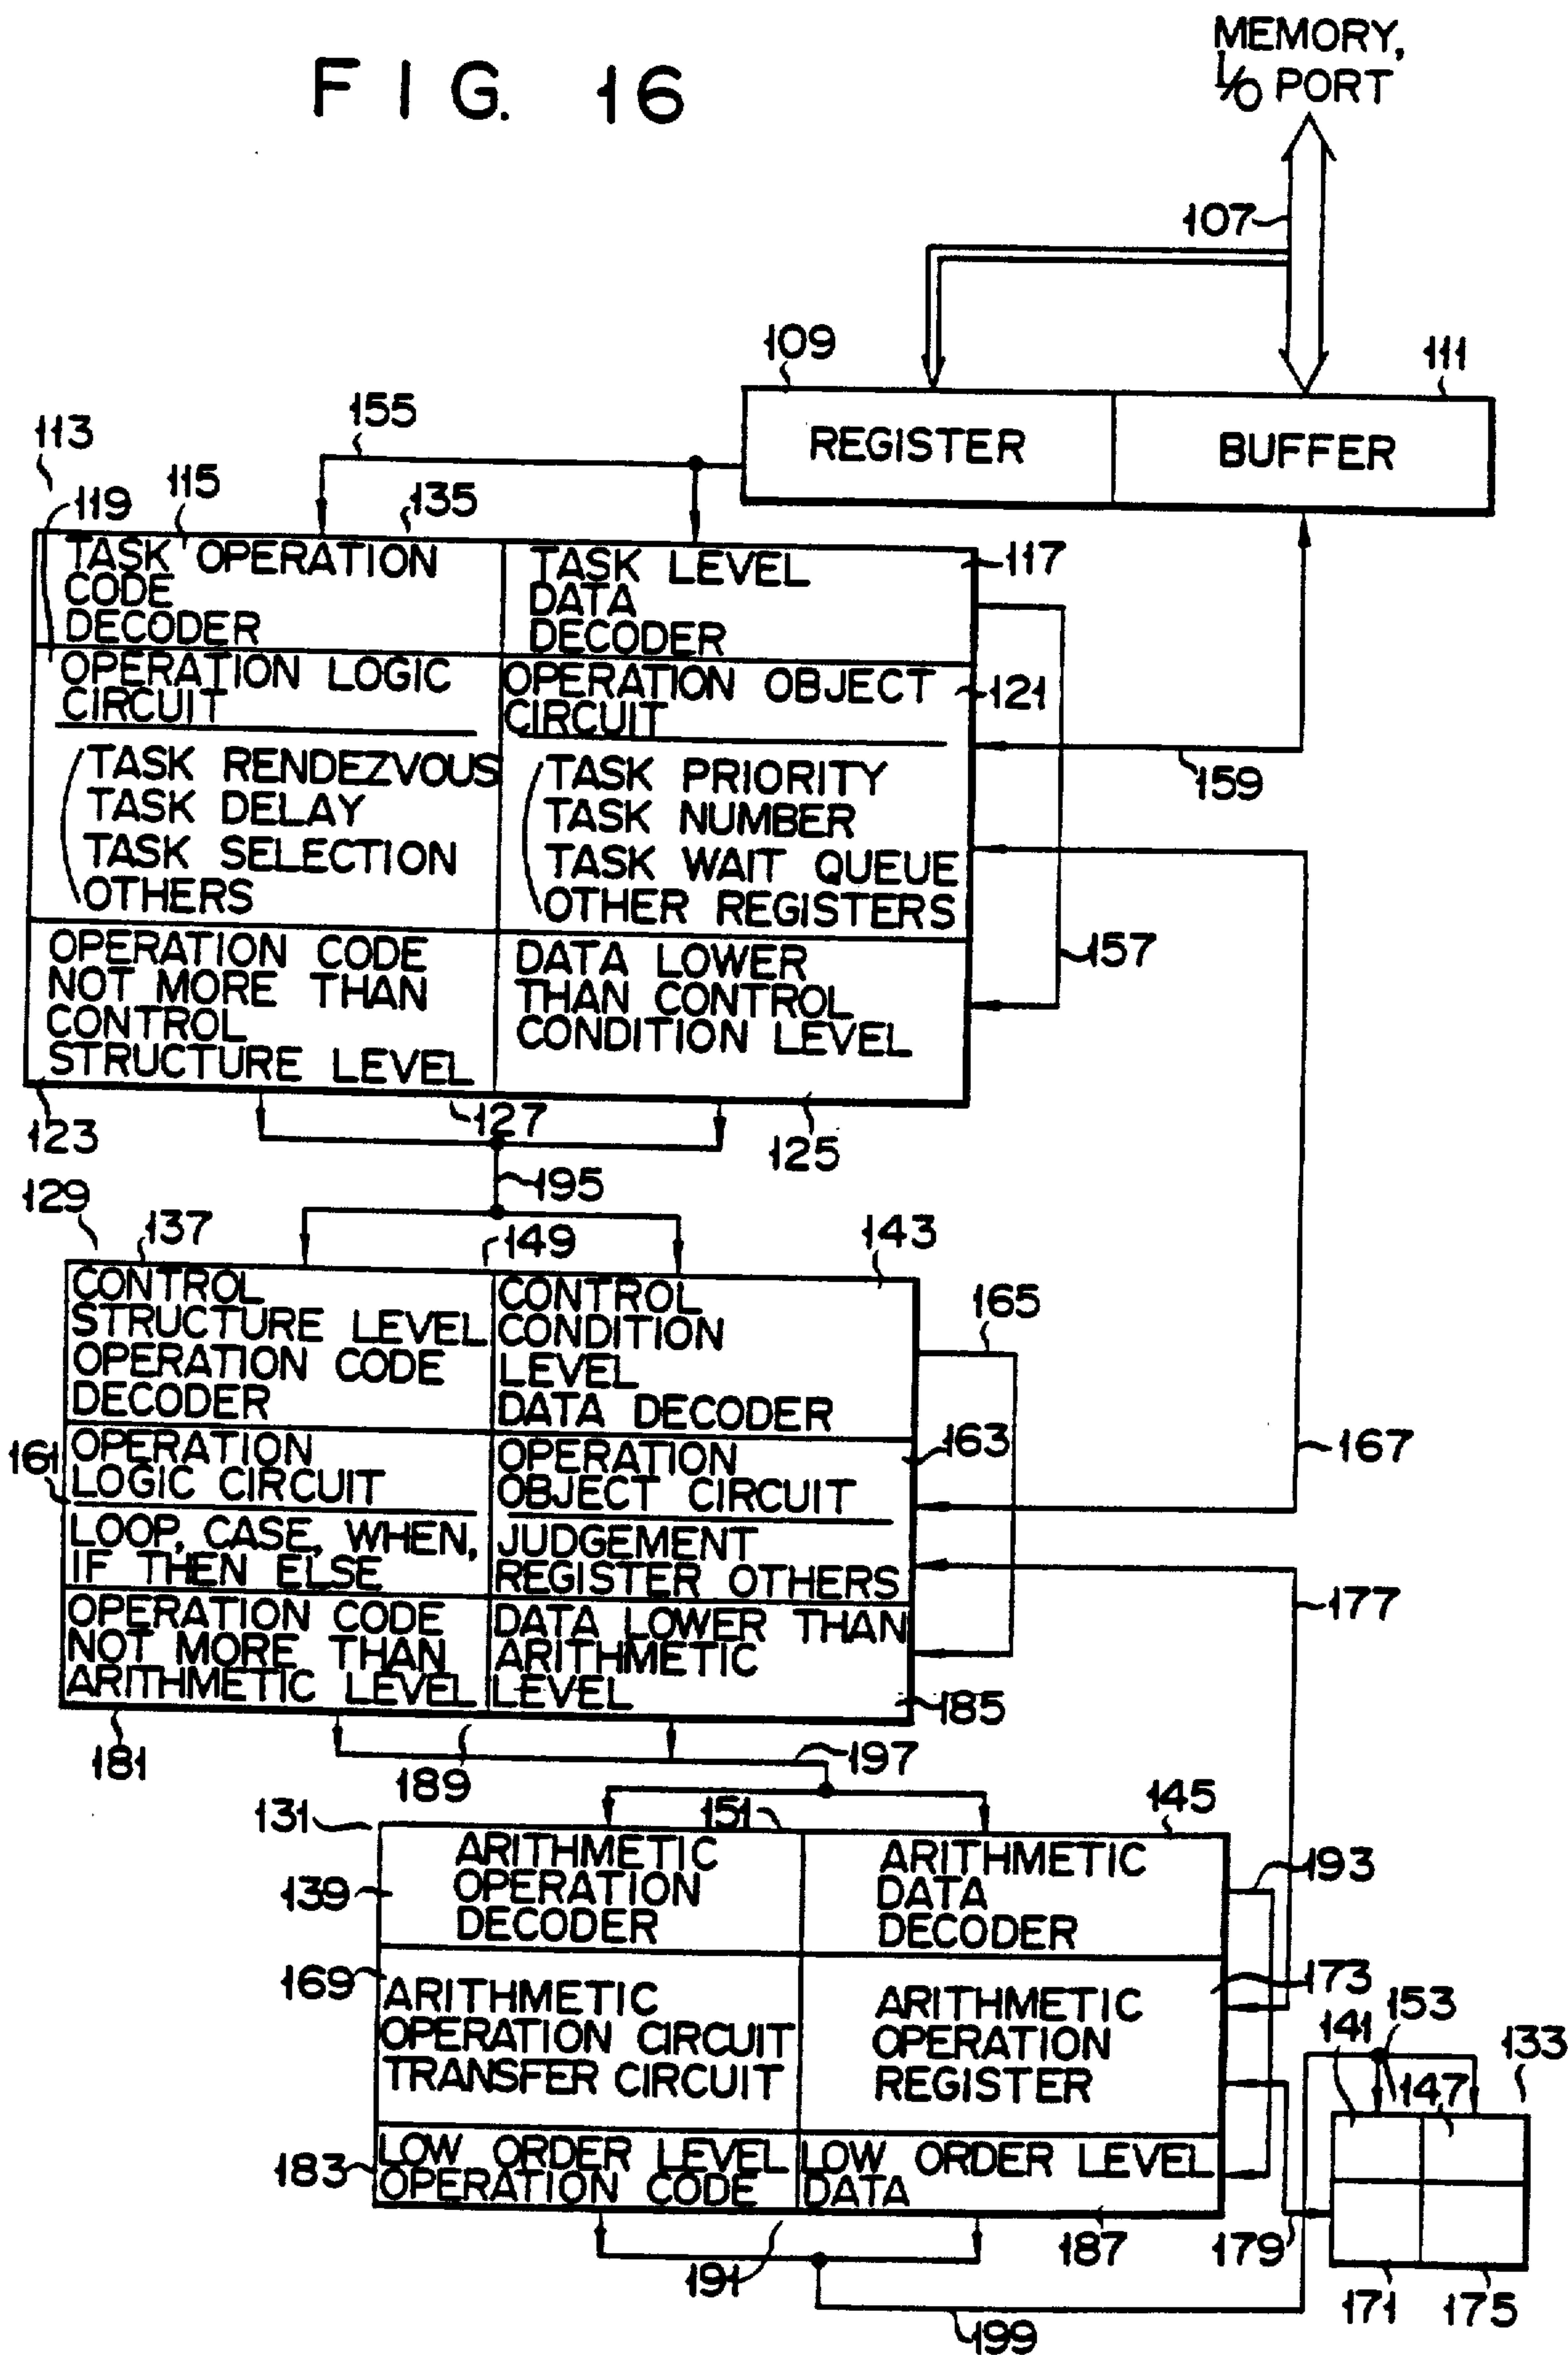 FIG. 16
MEMORY,
I/O PORT
107
109
111
REGISTER
BUFFER
155
113
119
115
135
117
TASK OPERATION
CODE
DECODER
TASK LEVEL
DATA
DECODER
OPERATION LOGIC
CIRCUIT
OPERATION OBJECT
CIRCUIT
121
159
TASK RENDEZVOUS
TASK DELAY
TASK SELECTION
OTHERS
TASK PRIORITY
TASK NUMBER
TASK WAIT QUEUE
OTHER REGISTERS
157
OPERATION CODE
NOT MORE THAN
CONTROL
STRUCTURE LEVEL
DATA LOWER
THAN CONTROL
CONDITION LEVEL
123
127
125
195
129
137
149
143
CONTROL
STRUCTURE LEVEL
OPERATION CODE
DECODER
CONTROL
CONDITION
LEVEL
DATA DECODER
165
161
OPERATION
LOGIC CIRCUIT
OPERATION
OBJECT CIRCUIT
163
167
LOOP, CASE, WHEN,
IF THEN ELSE
JUDGEMENT
REGISTER OTHERS
177
OPERATION CODE
NOT MORE THAN
ARITHMETIC LEVEL
DATA LOWER THAN
ARITHMETIC
LEVEL
185
181
189
197
131
151
145
139
ARITHMETIC
OPERATION
DECODER
ARITHMETIC
DATA
DECODER
193
169
ARITHMETIC
OPERATION CIRCUIT
TRANSFER CIRCUIT
ARITHMETIC
OPERATION
REGISTER
173
141
153
133
147
183
LOW ORDER LEVEL
OPERATION CODE
LOW ORDER LEVEL
DATA
191
187
179
171
175
199